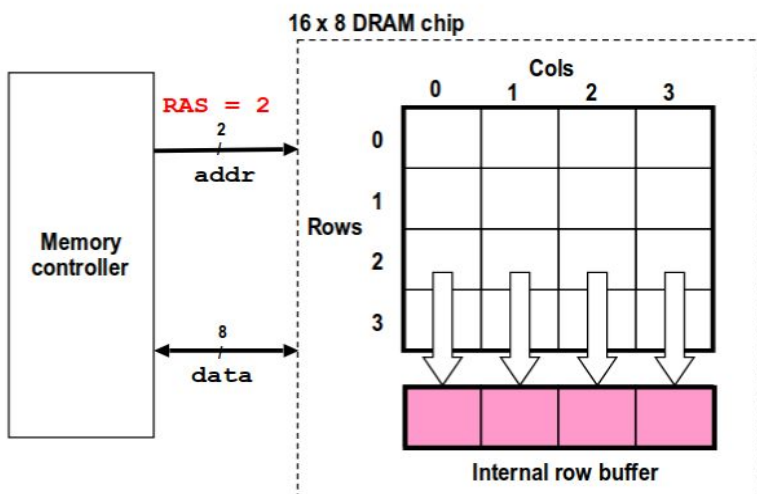 16 x 8 DRAM chip
Cols
0 1 2 3
RAS = 2
2
addr
0
1
Rows
2
3
Memory
controller
8
data
Internal row buffer